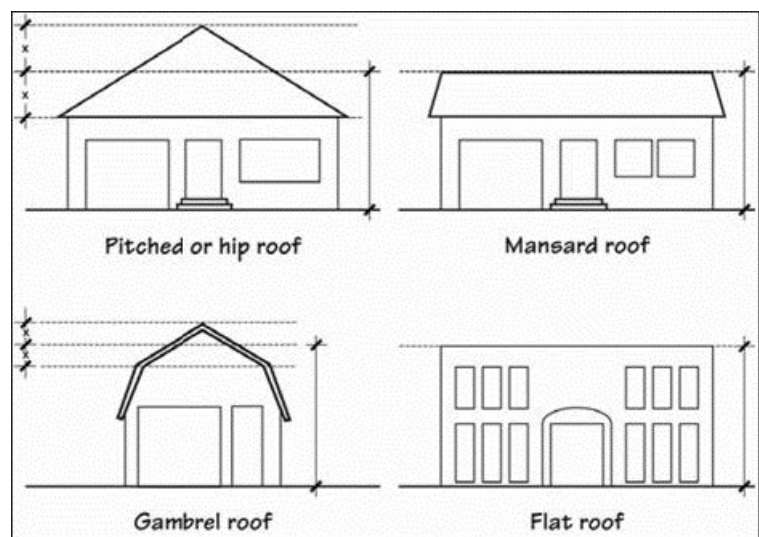 x
x
Pitched or hip roof
Mansard roof
x
x
Gambrel roof
Flat roof